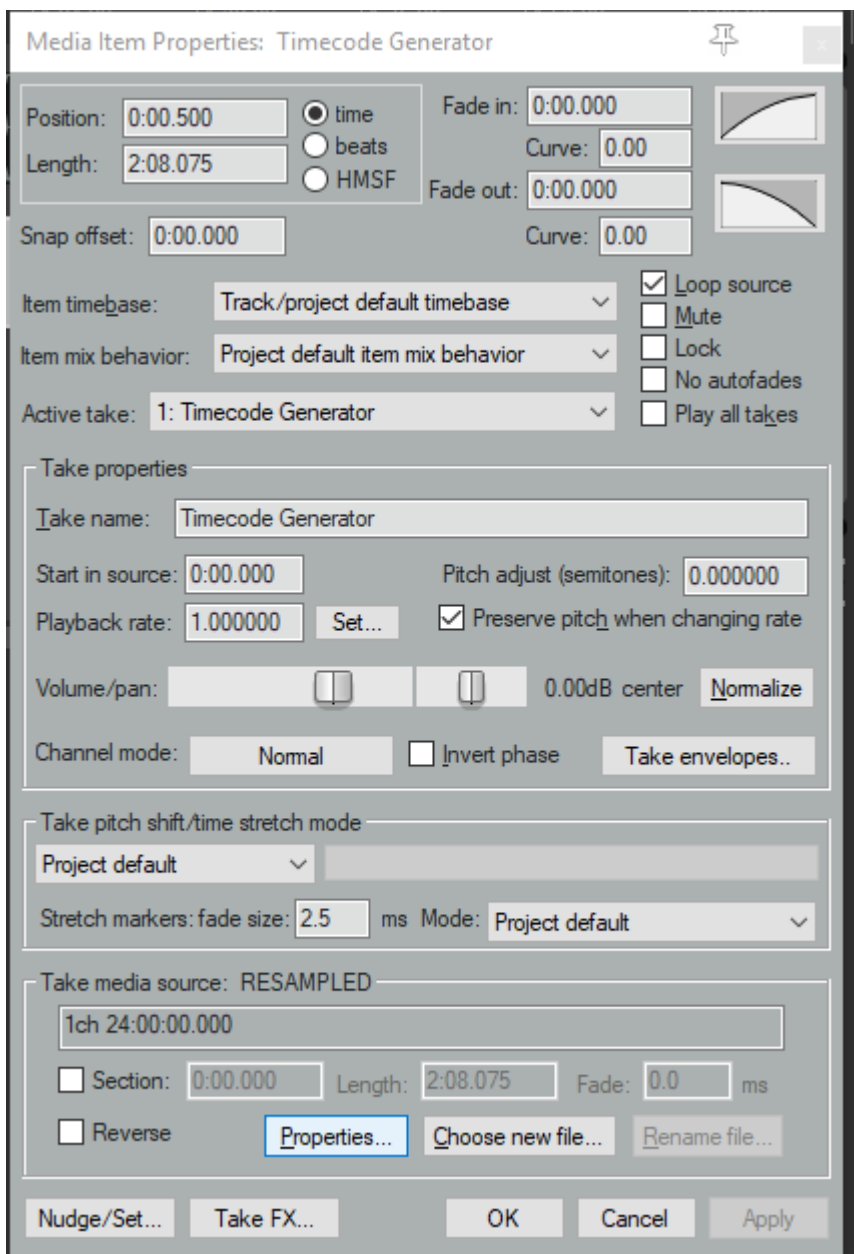 Media Item Properties: Timecode Generator
x
Position: 0:00.500
time
Length: 2:08.075
beats
HMSF
Fade in: 0:00.000
Curve: 0.00
Fade out: 0:00.000
Curve: 0.00
Snap offset: 0:00.000
Item timebase: Track/project default timebase
Item mix behavior: Project default item mix behavior
Active take: 1: Timecode Generator
Loop source
Mute
Lock
No autofades
Play all takes
Take properties
Take name: Timecode Generator
Start in source: 0:00.000 Pitch adjust (semitones): 0.000000
Playback rate: 1.000000 Set... Preserve pitch when changing rate
Volume/pan: 0.00dB center Normalize
Channel mode: Normal Invert phase Take envelopes..
Take pitch shift/time stretch mode
Project default
Stretch markers: fade size: 2.5 ms Mode: Project default
Take media source: RESAMPLED
1ch 24:00:00.000
Section: 0:00.000 Length: 2:08.075 Fade: 0.0 ms
Reverse Properties... Choose new file... Rename file...
Nudge/Set... Take FX... OK Cancel Apply